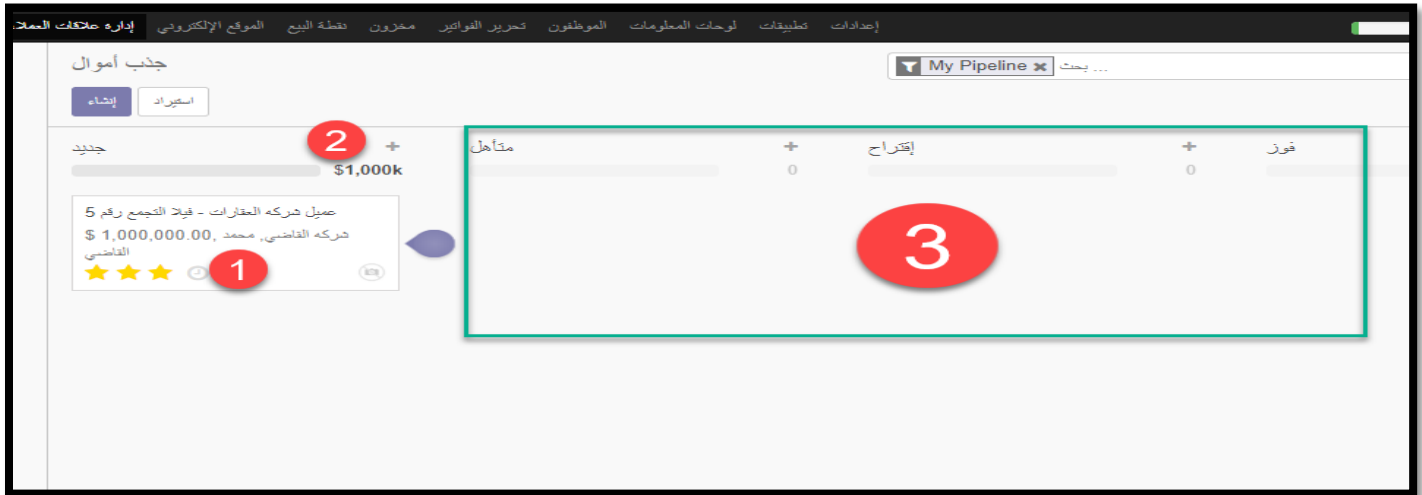 إعدادات تطبيقات لوحات المعلومات الموظفون تحرير الفواتير مخزون نقطة البيع الموقع الإلكتروني إداره علاقات العملا
جذب أموال
My Pipeline × بحث ...
إنشاء استيراد
جديد + 2
$1,000k
متأهل +
0
إقتراح +
0
فوز
عميل شركه العقارات - فيلا التجمع رقم 5
$ 1,000,000.00, شركه القاضي, محمد
القاضي
1
3